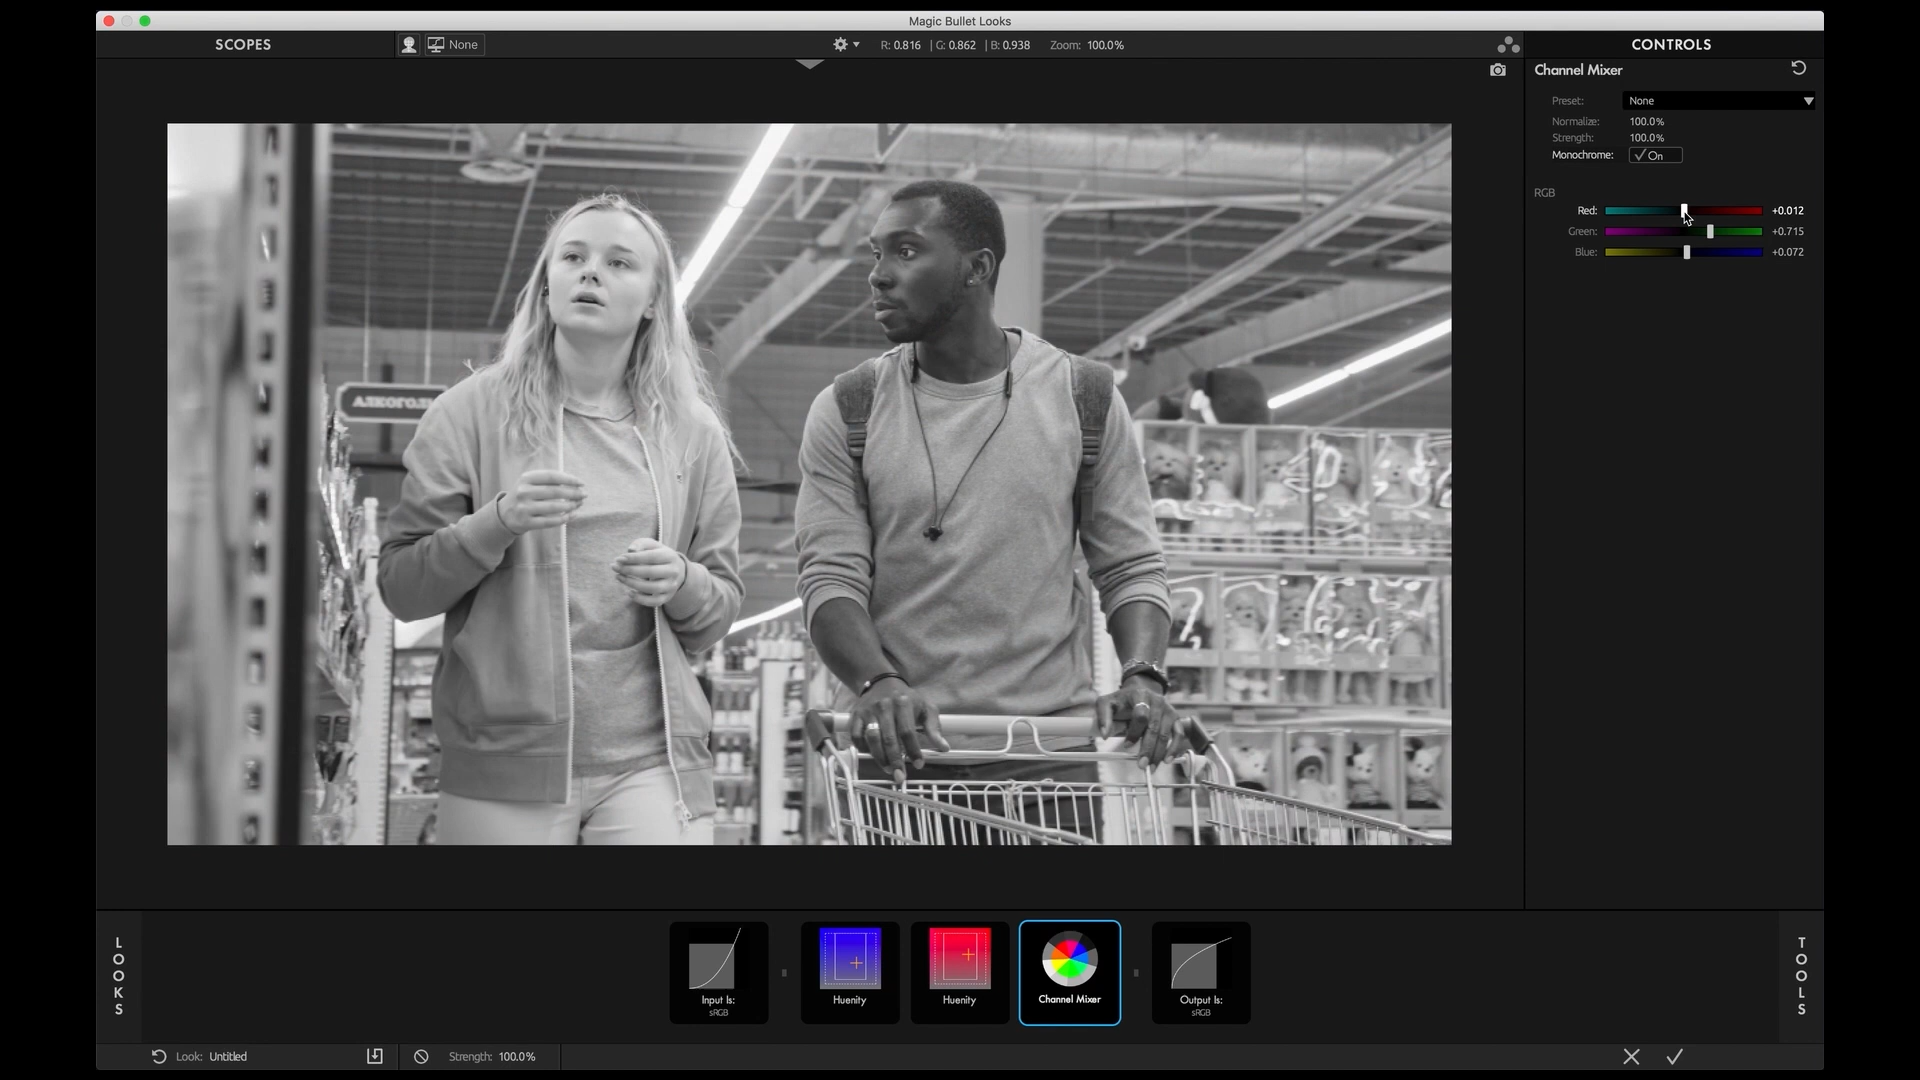 Magic Bullet Looks
SCOPES
None
R: 0.816 | G: 0.862 | B: 0.938 Zoom: 100.0%
CONTROLS
Channel Mixer
Preset: None
Normalize: 100.0%
Strength: 100.0%
Monochrome: On
RGB
Red: +0.012
Green: +0.715
Blue: +0.072
АЛКОГОЛЬ
LOOKS
Input Is:
sRGB
Huenity
Huenity
Channel Mixer
Output Is:
sRGB
TOOLS
Look: Untitled
Strength: 100.0%